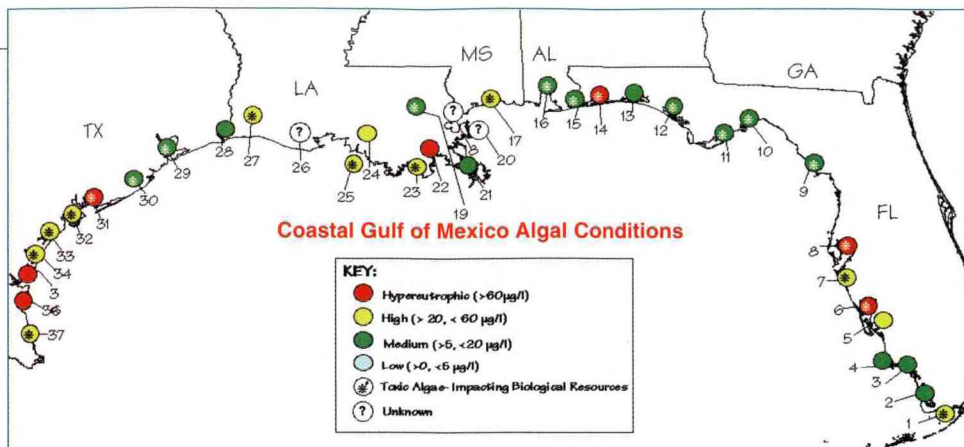 MS
AL
GA
LA
TX
FL
28
27
26
25
24
23
22
21
20
19
17
16
15
14
13
12
11
10
9
8
7
6
5
4
3
2
1
29
30
31
32
33
34
3
36
37
?
?
?
Coastal Gulf of Mexico Algal Conditions
KEY:
Hypereutrophic (>60µg/l)
High (> 20, < 60 µg/l)
Medium (>5, <20 µg/l)
Low (>0, <5 µg/l)
Toxic Algae- Impacting Biological Resources
? Unknown